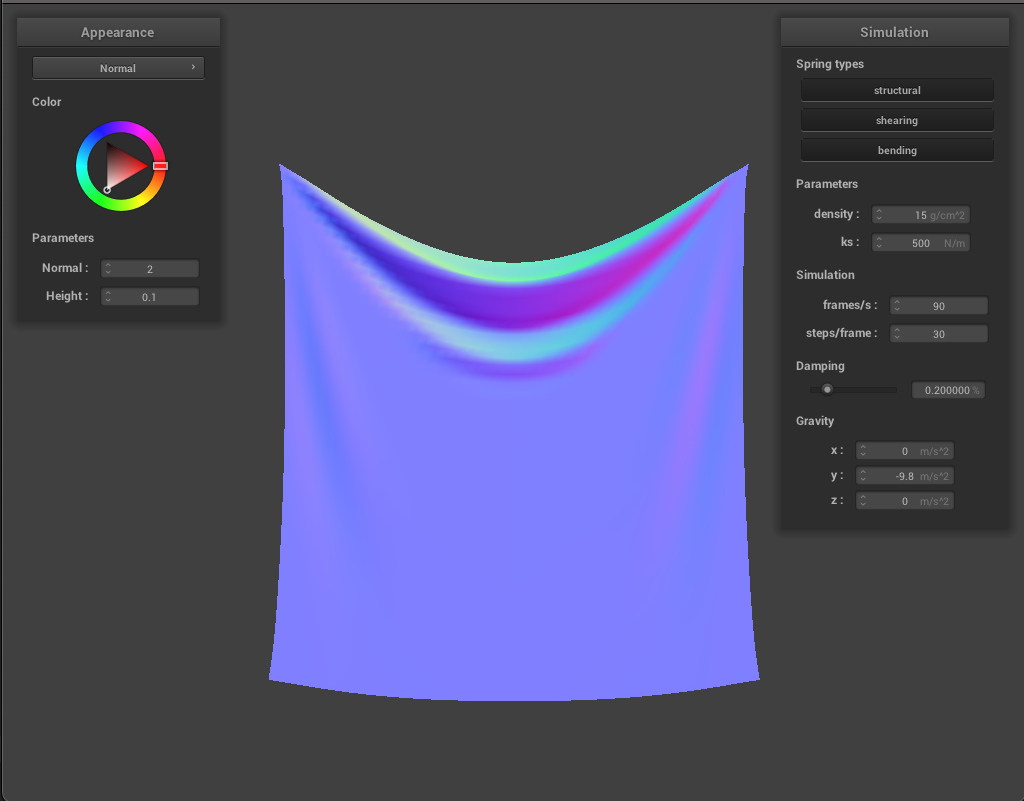 Appearance
Normal ›
Color
Parameters
Normal : 2
Height : 0.1
Simulation
Spring types
structural
shearing
bending
Parameters
density : 15 g/cm^2
ks : 500 N/m
Simulation
frames/s : 90
steps/frame : 30
Damping
0.200000 %
Gravity
x : 0 m/s^2
y : -9.8 m/s^2
z : 0 m/s^2